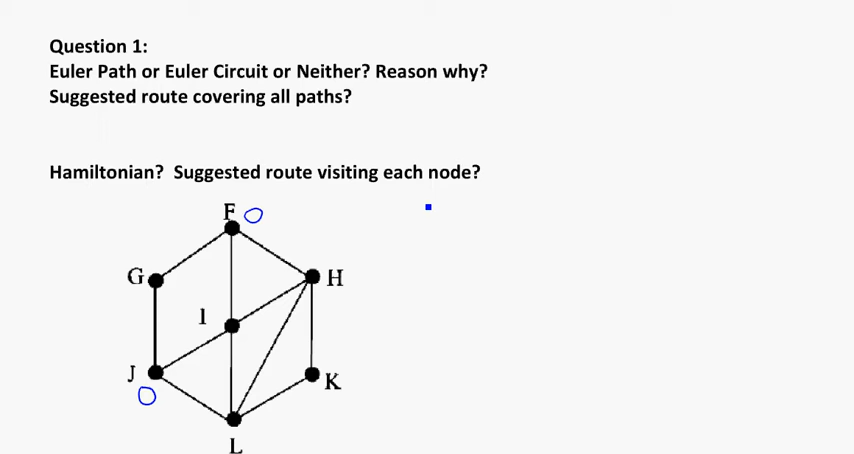 Question 1:
Euler Path or Euler Circuit or Neither? Reason why?
Suggested route covering all paths?
Hamiltonian?  Suggested route visiting each node?
F O
G
H
1
J
K
O
L